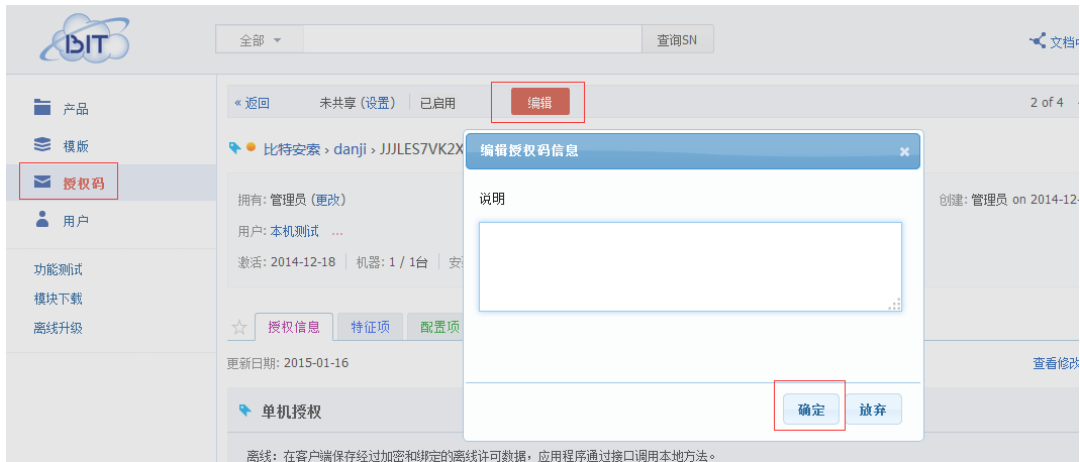 BIT
全部
查询SN
文档中
产品
模版
授权码
用户
功能测试
模块下载
离线升级
«返回 未共享 (设置) 已启用 编辑 2 of 4
比特安索 › danji › JJJLES7VK2X
拥有: 管理员 (更改)
创建: 管理员 on 2014-12-
用户: 本机测试 ...
激活: 2014-12-18 机器: 1 / 1台 安
授权信息 特征项 配置项
更新日期: 2015-01-16
查看修改
单机授权
离线: 在客户端保存经过加密和绑定的离线许可数据, 应用程序通过接口调用本地方法。
编辑授权码信息
说明
确定 放弃